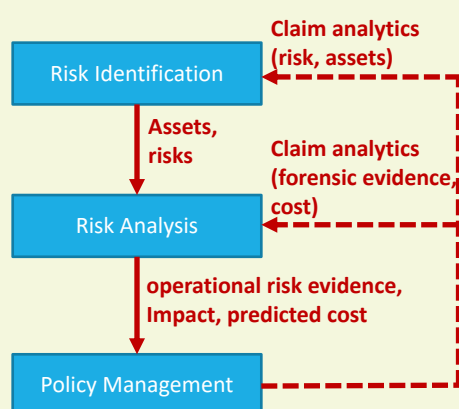 Claim analytics
(risk, assets)
Risk Identification
Assets,
risks
Claim analytics
(forensic evidence,
cost)
Risk Analysis
operational risk evidence,
Impact, predicted cost
Policy Management